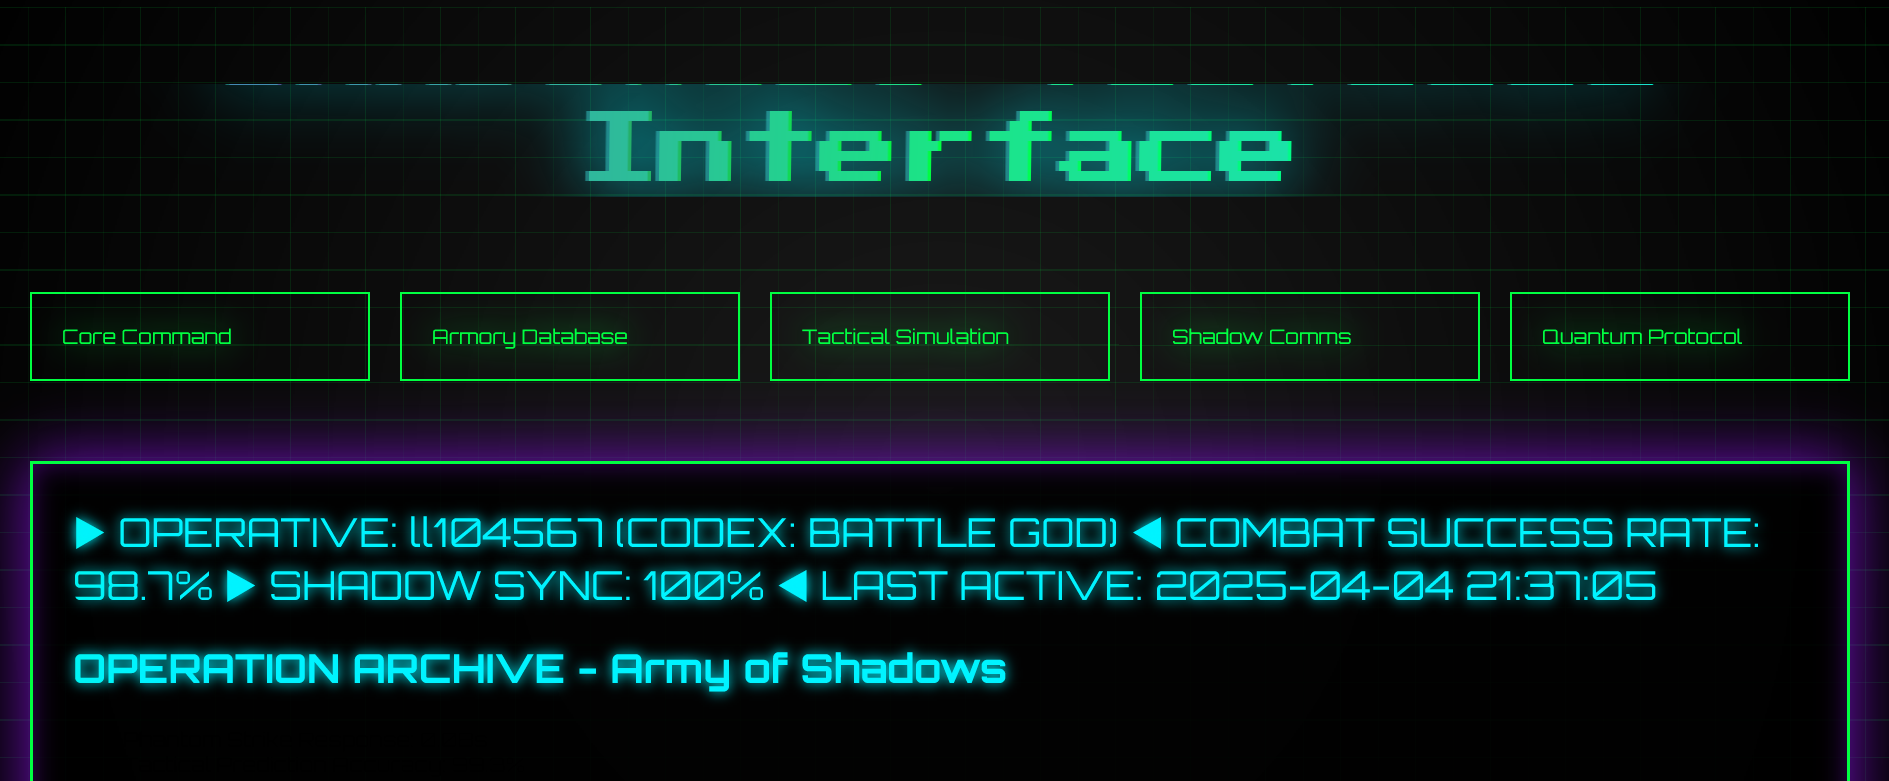 Interface
Core Command
Armory Database
Tactical Simulation
Shadow Comms
Quantum Protocol
▶ OPERATIVE: ll104567 (CODEX: BATTLE GOD) ◀ COMBAT SUCCESS RATE:
98.7% ▶ SHADOW SYNC: 100% ◀ LAST ACTIVE: 2025-04-04 21:37:05
OPERATION ARCHIVE - Army of Shadows